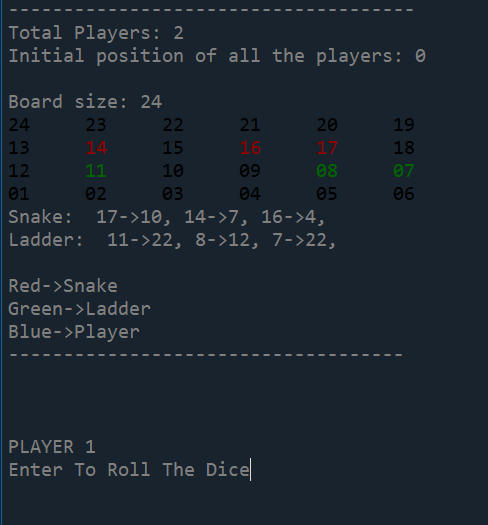 -------------------------------------
Total Players: 2
Initial position of all the players: 0
Board size: 24
24 23 22 21 20 19
13 14 15 16 17 18
12 11 10 09 08 07
01 02 03 04 05 06
Snake:  17->10, 14->7, 16->4,
Ladder:  11->22, 8->12, 7->22,
Red->Snake
Green->Ladder
Blue->Player
------------------------------------
PLAYER 1
Enter To Roll The Dice